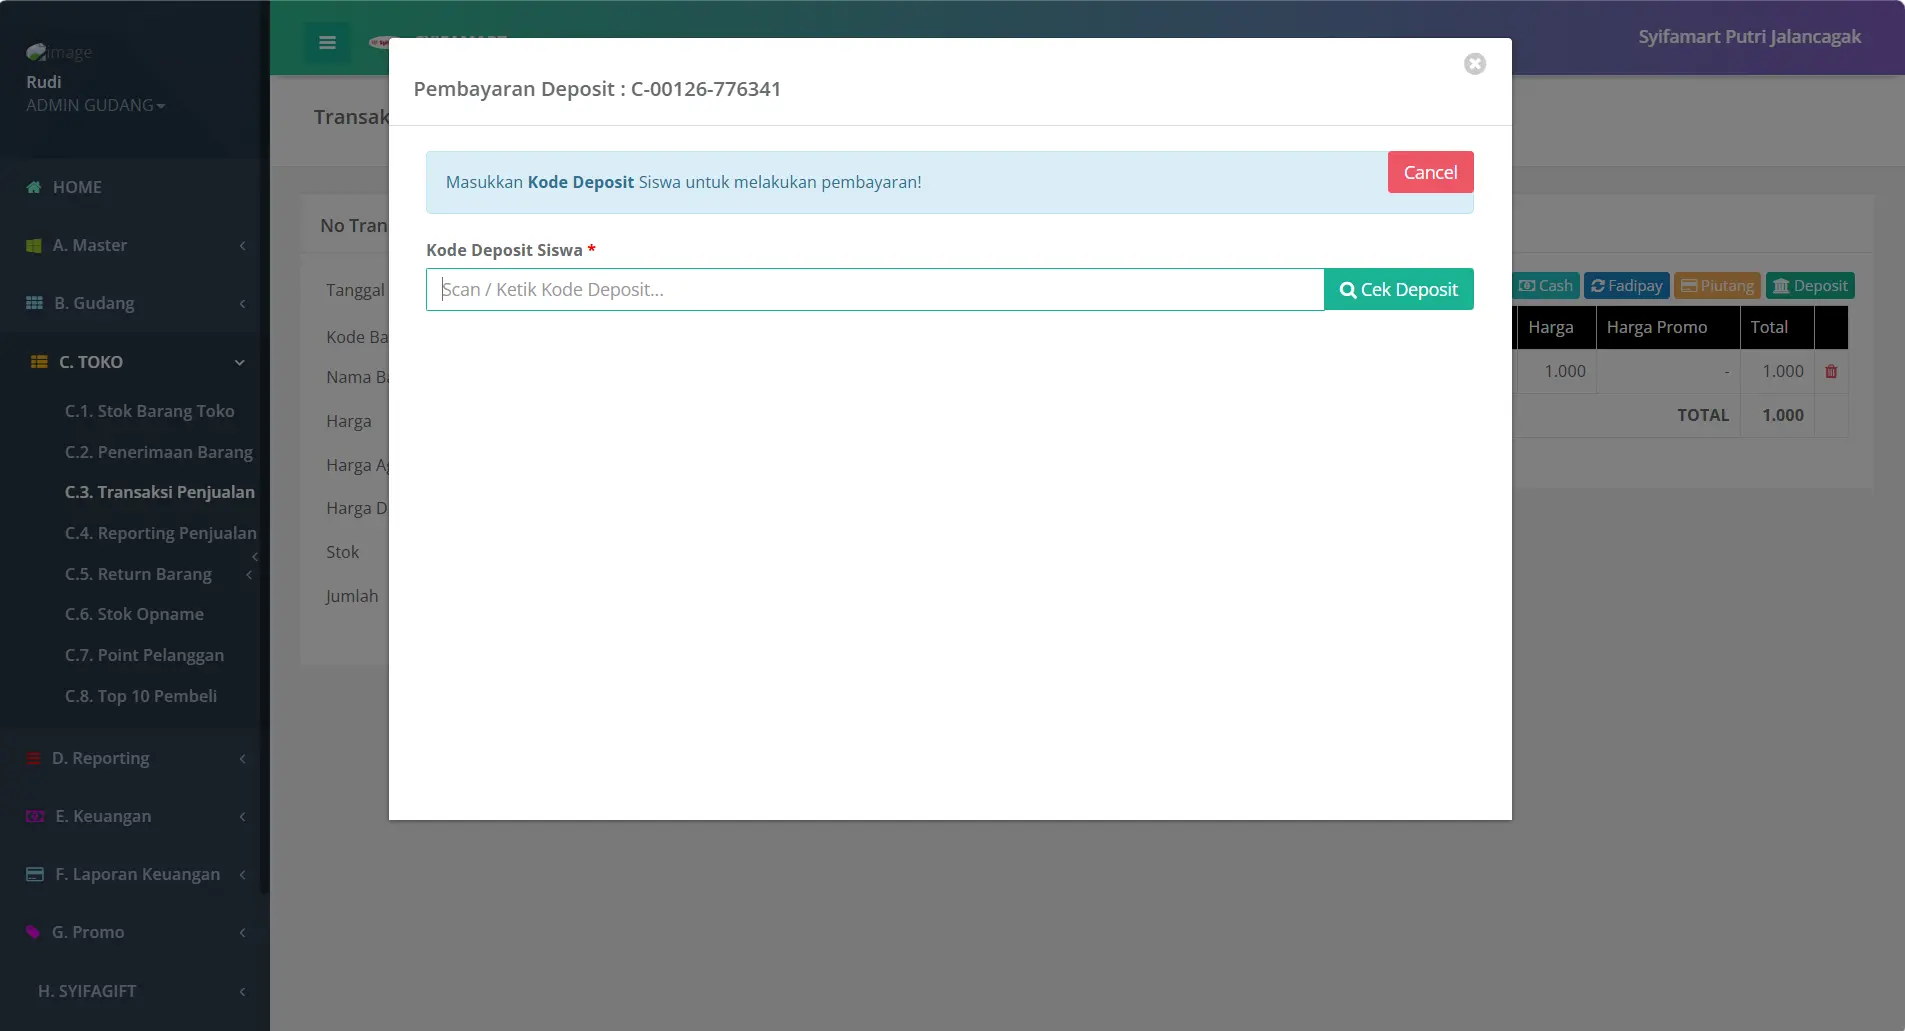 image
Rudi
ADMIN GUDANG
HOME
A. Master
B. Gudang
C. TOKO
C.1. Stok Barang Toko
C.2. Penerimaan Barang
C.3. Transaksi Penjualan
C.4. Reporting Penjualan
C.5. Return Barang
C.6. Stok Opname
C.7. Point Pelanggan
C.8. Top 10 Pembeli
D. Reporting
E. Keuangan
F. Laporan Keuangan
G. Promo
H. SYIFAGIFT
Syifamart Putri Jalancagak
Pembayaran Deposit : C-00126-776341
Masukkan Kode Deposit Siswa untuk melakukan pembayaran!
Cancel
Kode Deposit Siswa *
Scan / Ketik Kode Deposit...
Cek Deposit
No Tran
Tanggal
Kode Ba
Nama Ba
Harga
Harga Ag
Harga D
Stok
Jumlah
Cash Fadipay Piutang Deposit
Harga Harga Promo Total
1.000 - 1.000
TOTAL 1.000